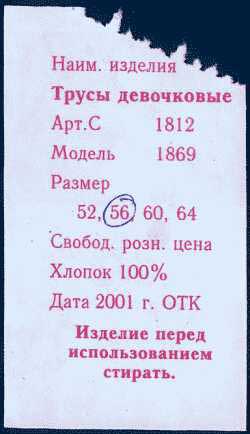 Наим. изделия
Трусы девочковые
Арт.С 1812
Модель 1869
Размер
52, 56, 60, 64
Свобод. розн. цена
Хлопок 100%
Дата 2001 г. ОТК
Изделие перед
использованием
стирать.